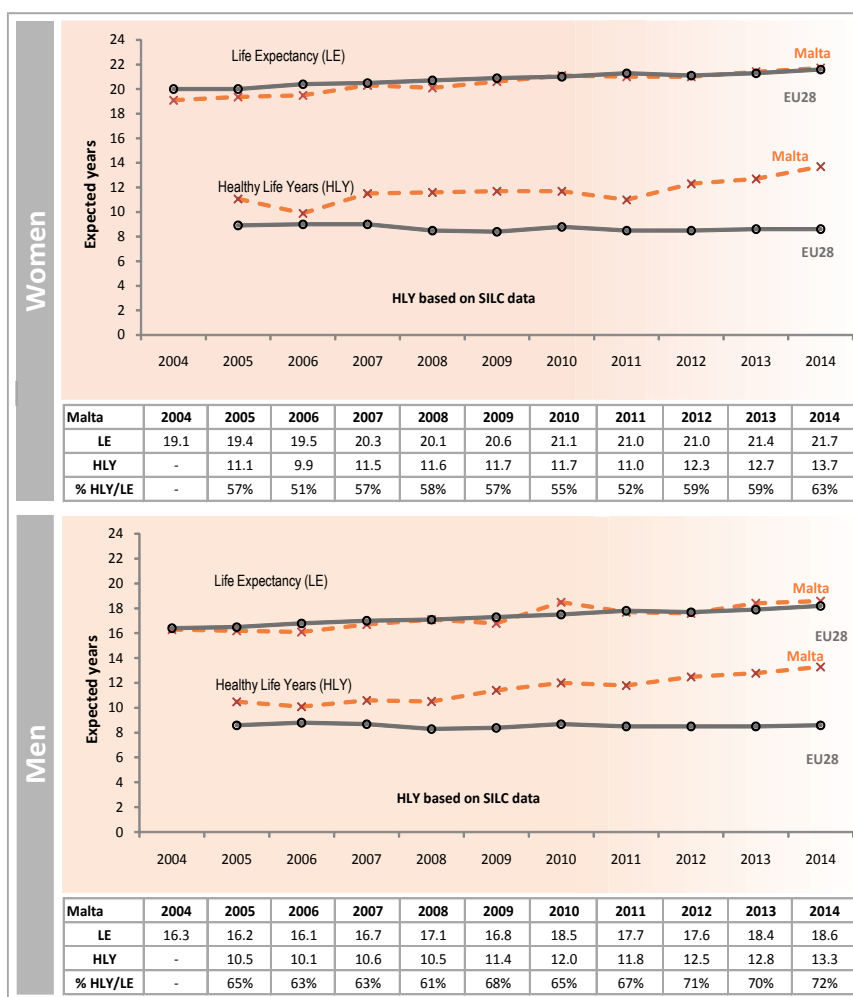 Women
24
22
20
18
16
14
12
10
8
6
4
2
0
Expected years
Life Expectancy (LE)
Malta
EU28
Healthy Life Years (HLY)
Malta
EU28
HLY based on SILC data
2004 2005 2006 2007 2008 2009 2010 2011 2012 2013 2014
Malta 2004 2005 2006 2007 2008 2009 2010 2011 2012 2013 2014
LE 19.1 19.4 19.5 20.3 20.1 20.6 21.1 21.0 21.0 21.4 21.7
HLY - 11.1 9.9 11.5 11.6 11.7 11.7 11.0 12.3 12.7 13.7
% HLY/LE - 57% 51% 57% 58% 57% 55% 52% 59% 59% 63%
Men
24
22
20
18
16
14
12
10
8
6
4
2
0
Expected years
Life Expectancy (LE)
Malta
EU28
Malta
Healthy Life Years (HLY)
EU28
HLY based on SILC data
2004 2005 2006 2007 2008 2009 2010 2011 2012 2013 2014
Malta 2004 2005 2006 2007 2008 2009 2010 2011 2012 2013 2014
LE 16.3 16.2 16.1 16.7 17.1 16.8 18.5 17.7 17.6 18.4 18.6
HLY - 10.5 10.1 10.6 10.5 11.4 12.0 11.8 12.5 12.8 13.3
% HLY/LE - 65% 63% 63% 61% 68% 65% 67% 71% 70% 72%